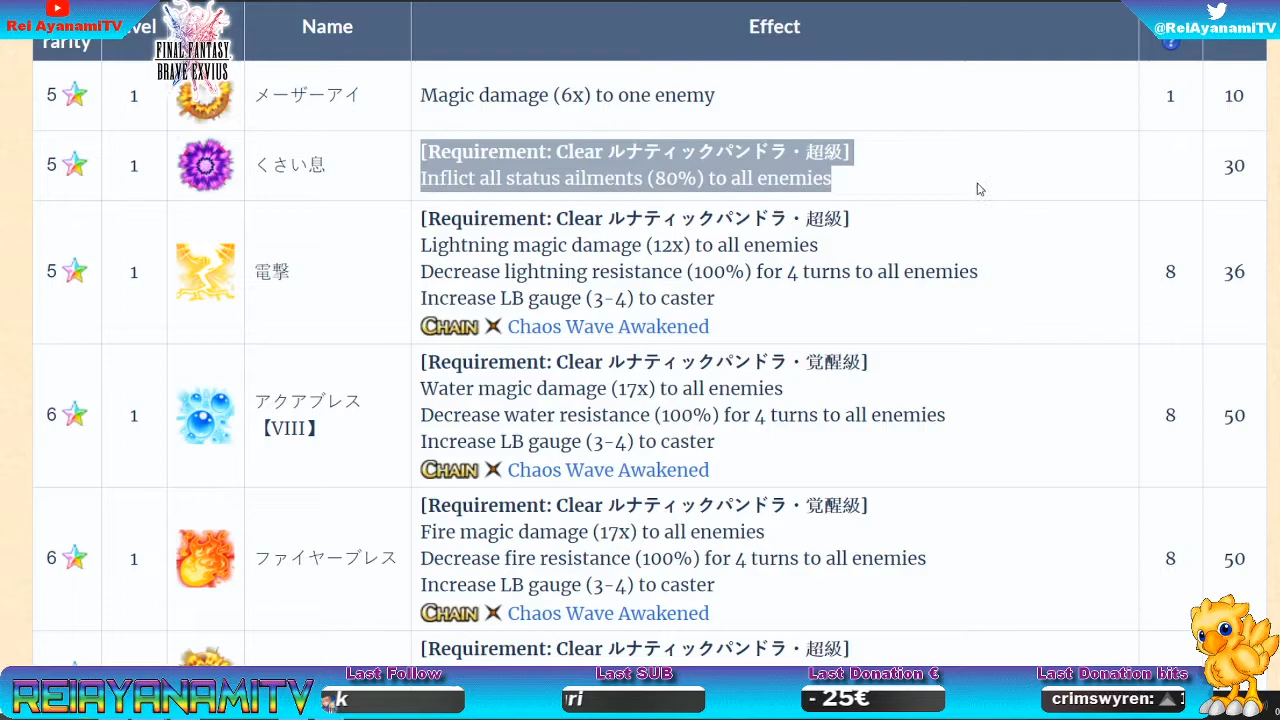 Rei AyanamiTV
@ReiAyanamiTV
FINAL FANTASY
BRAVE EXVIUS
rarity
vel
Name
Effect
5
1
メーザーアイ
Magic damage (6x) to one enemy
1
10
5
1
くさい息
[Requirement: Clear ルナティックパンドラ・超級]
Inflict all status ailments (80%) to all enemies
30
5
1
電撃
[Requirement: Clear ルナティックパンドラ・超級]
Lightning magic damage (12x) to all enemies
Decrease lightning resistance (100%) for 4 turns to all enemies
Increase LB gauge (3-4) to caster
CHAIN Chaos Wave Awakened
8
36
6
1
アクアブレス
【VIII】
[Requirement: Clear ルナティックパンドラ・覚醒級]
Water magic damage (17x) to all enemies
Decrease water resistance (100%) for 4 turns to all enemies
Increase LB gauge (3-4) to caster
CHAIN Chaos Wave Awakened
8
50
6
1
ファイヤーブレス
[Requirement: Clear ルナティックパンドラ・覚醒級]
Fire magic damage (17x) to all enemies
Decrease fire resistance (100%) for 4 turns to all enemies
Increase LB gauge (3-4) to caster
CHAIN Chaos Wave Awakened
8
50
[Requirement: Clear ルナティックパンドラ・超級]
REIAYANAMITV
Last Follow
k
Last SUB
ri
Last Donation €
- 25€
Last Donation bits
crimswyren: